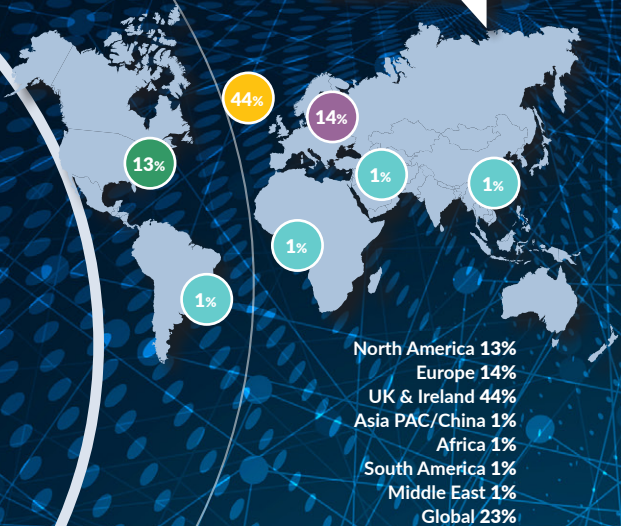 44%
14%
13%
1%
1%
1%
1%
North America 13%
Europe 14%
UK & Ireland 44%
Asia PAC/China 1%
Africa 1%
South America 1%
Middle East 1%
Global 23%